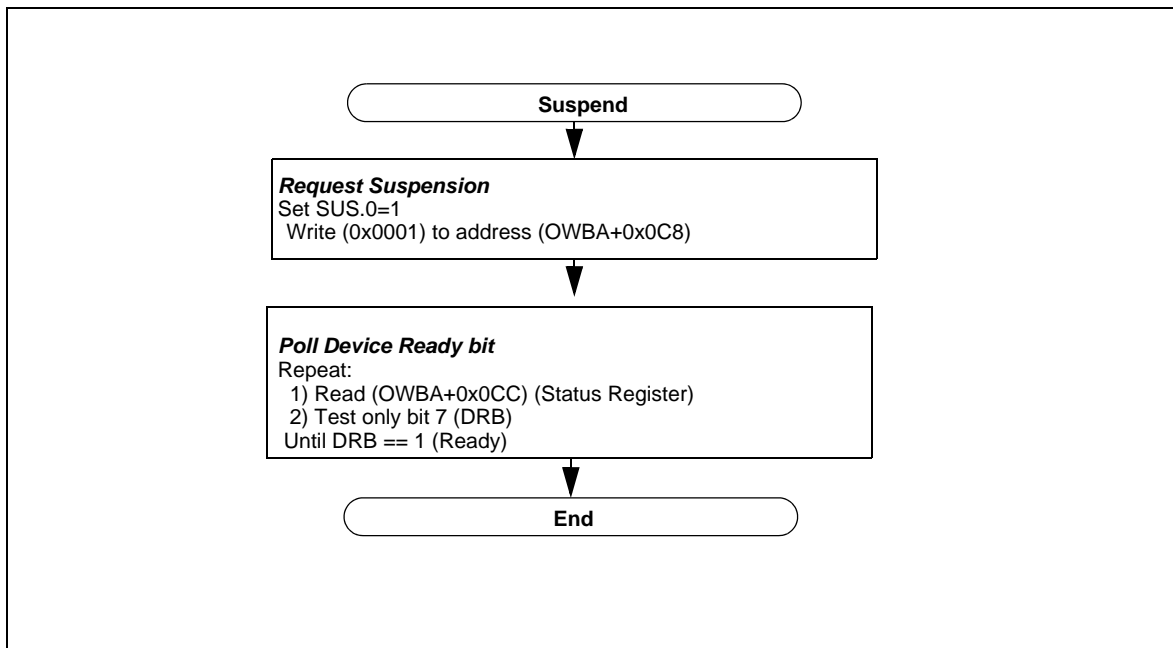 Suspend
Request Suspension
Set SUS.0=1
Write (0x0001) to address (OWBA+0x0C8)
Poll Device Ready bit
Repeat:
1) Read (OWBA+0x0CC) (Status Register)
2) Test only bit 7 (DRB)
Until DRB == 1 (Ready)
End